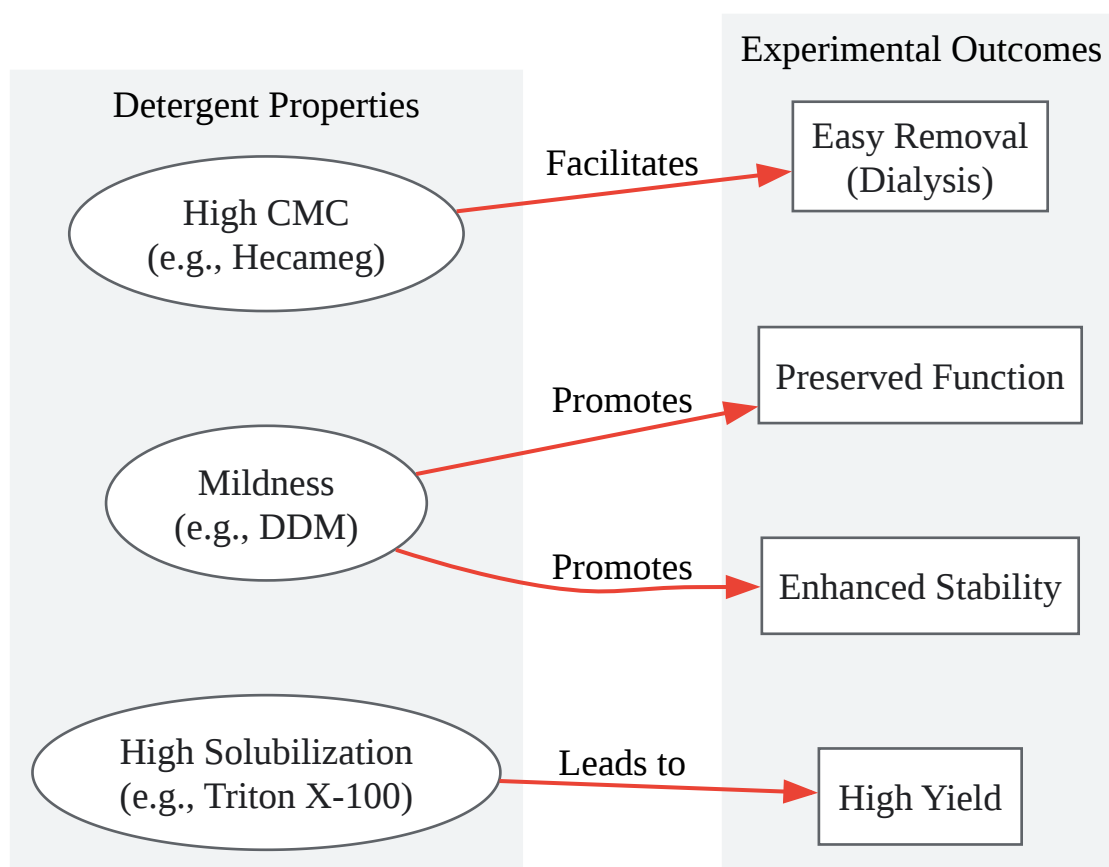 Experimental Outcomes
Detergent Properties
Easy Removal
(Dialysis)
Facilitates
High CMC
(e.g., Hecameg)
Preserved Function
Promotes
Mildness
(e.g., DDM)
Promotes
Enhanced Stability
High Solubilization
(e.g., Triton X-100)
Leads to
High Yield